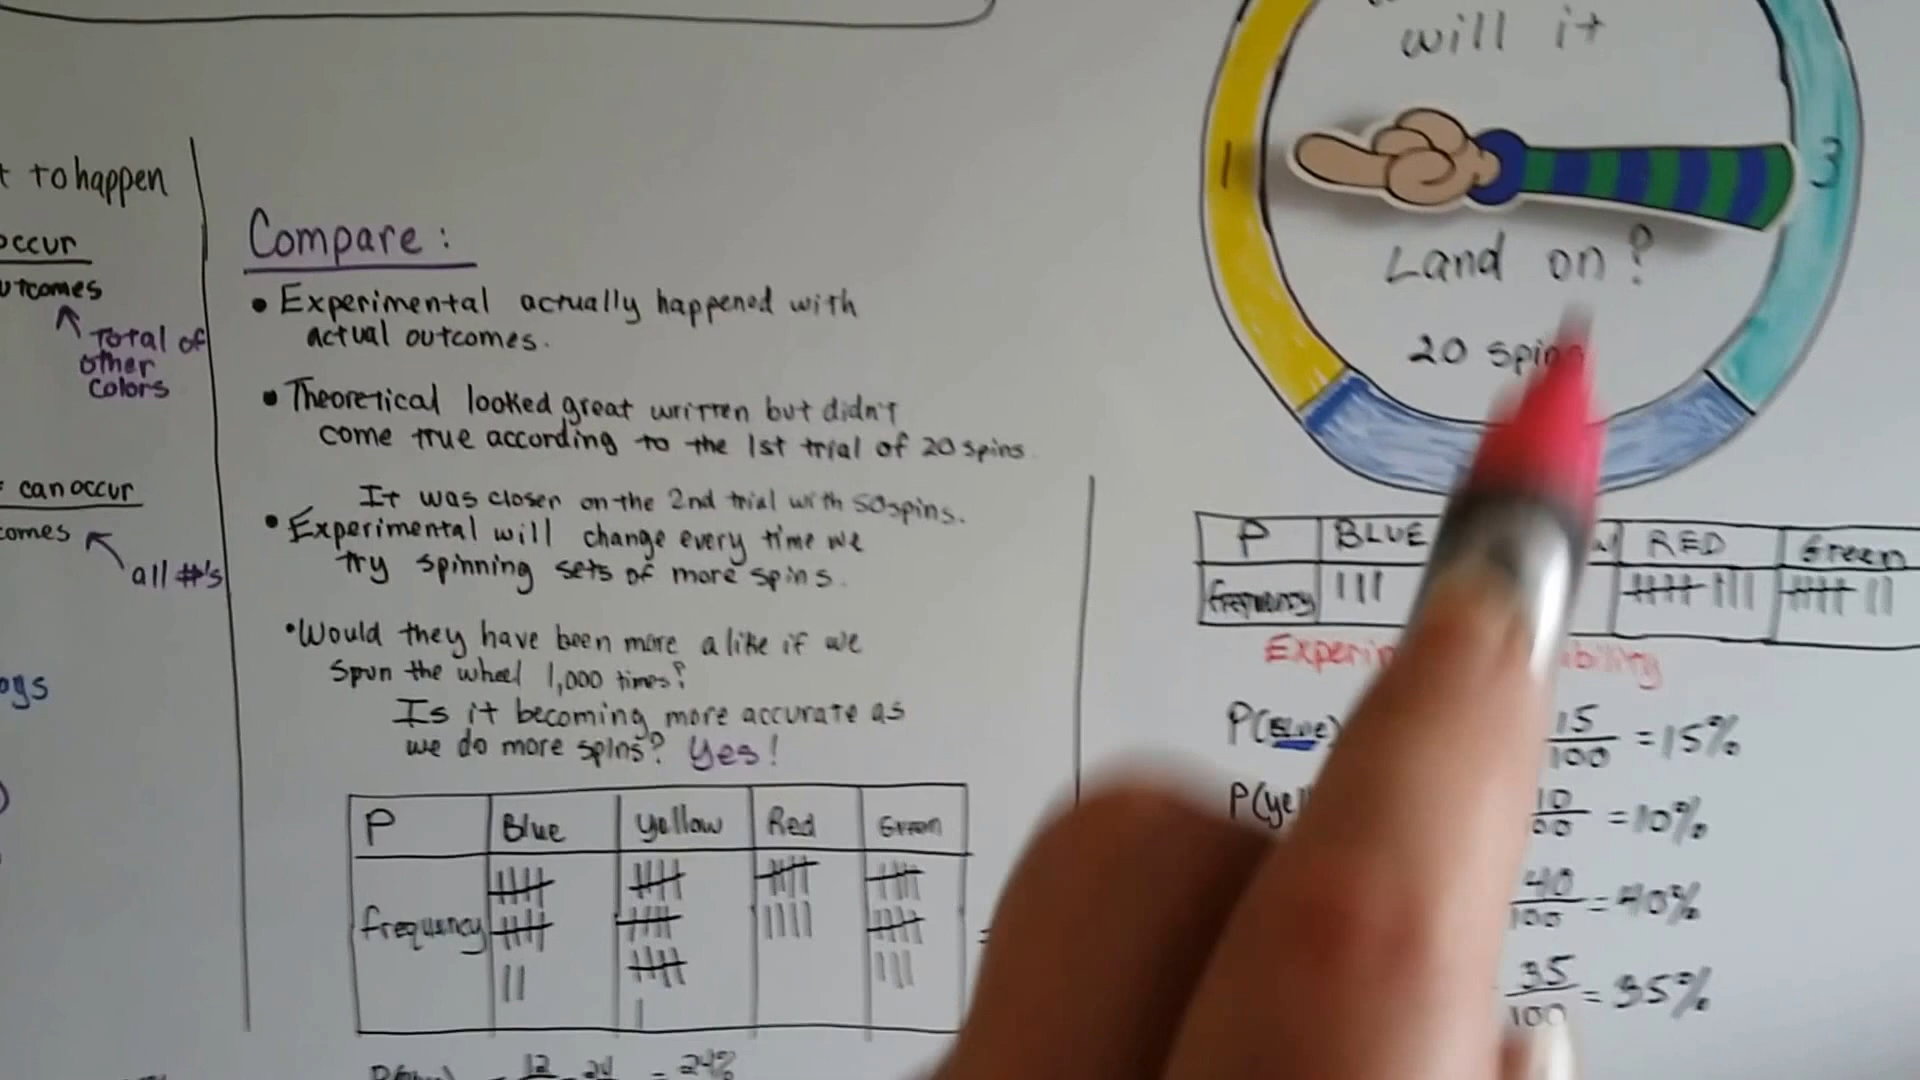 to happen
occur
outcomes
Total of
other
colors
can occur
comes
all #'s
ogs
Compare:
• Experimental actually happened with
actual outcomes.
• Theoretical looked great written but didn't
come true according to the 1st trial of 20 spins
It was closer on the 2nd trial with 50 spins.
• Experimental will change every time we
try spinning sets of more spins.
• Would they have been more alike if we
spun the wheel 1,000 times?
Is it becoming more accurate as
we do more spins? Yes!
P Blue Yellow Red Green
frequency
12 24 = 24%
will it
1 3
Land on?
20 spin
P BLUE RED Green
frequency
P(BLUE) 15/100 = 15%
10 = 10%
40/100 = 40%
35/100 = 35%